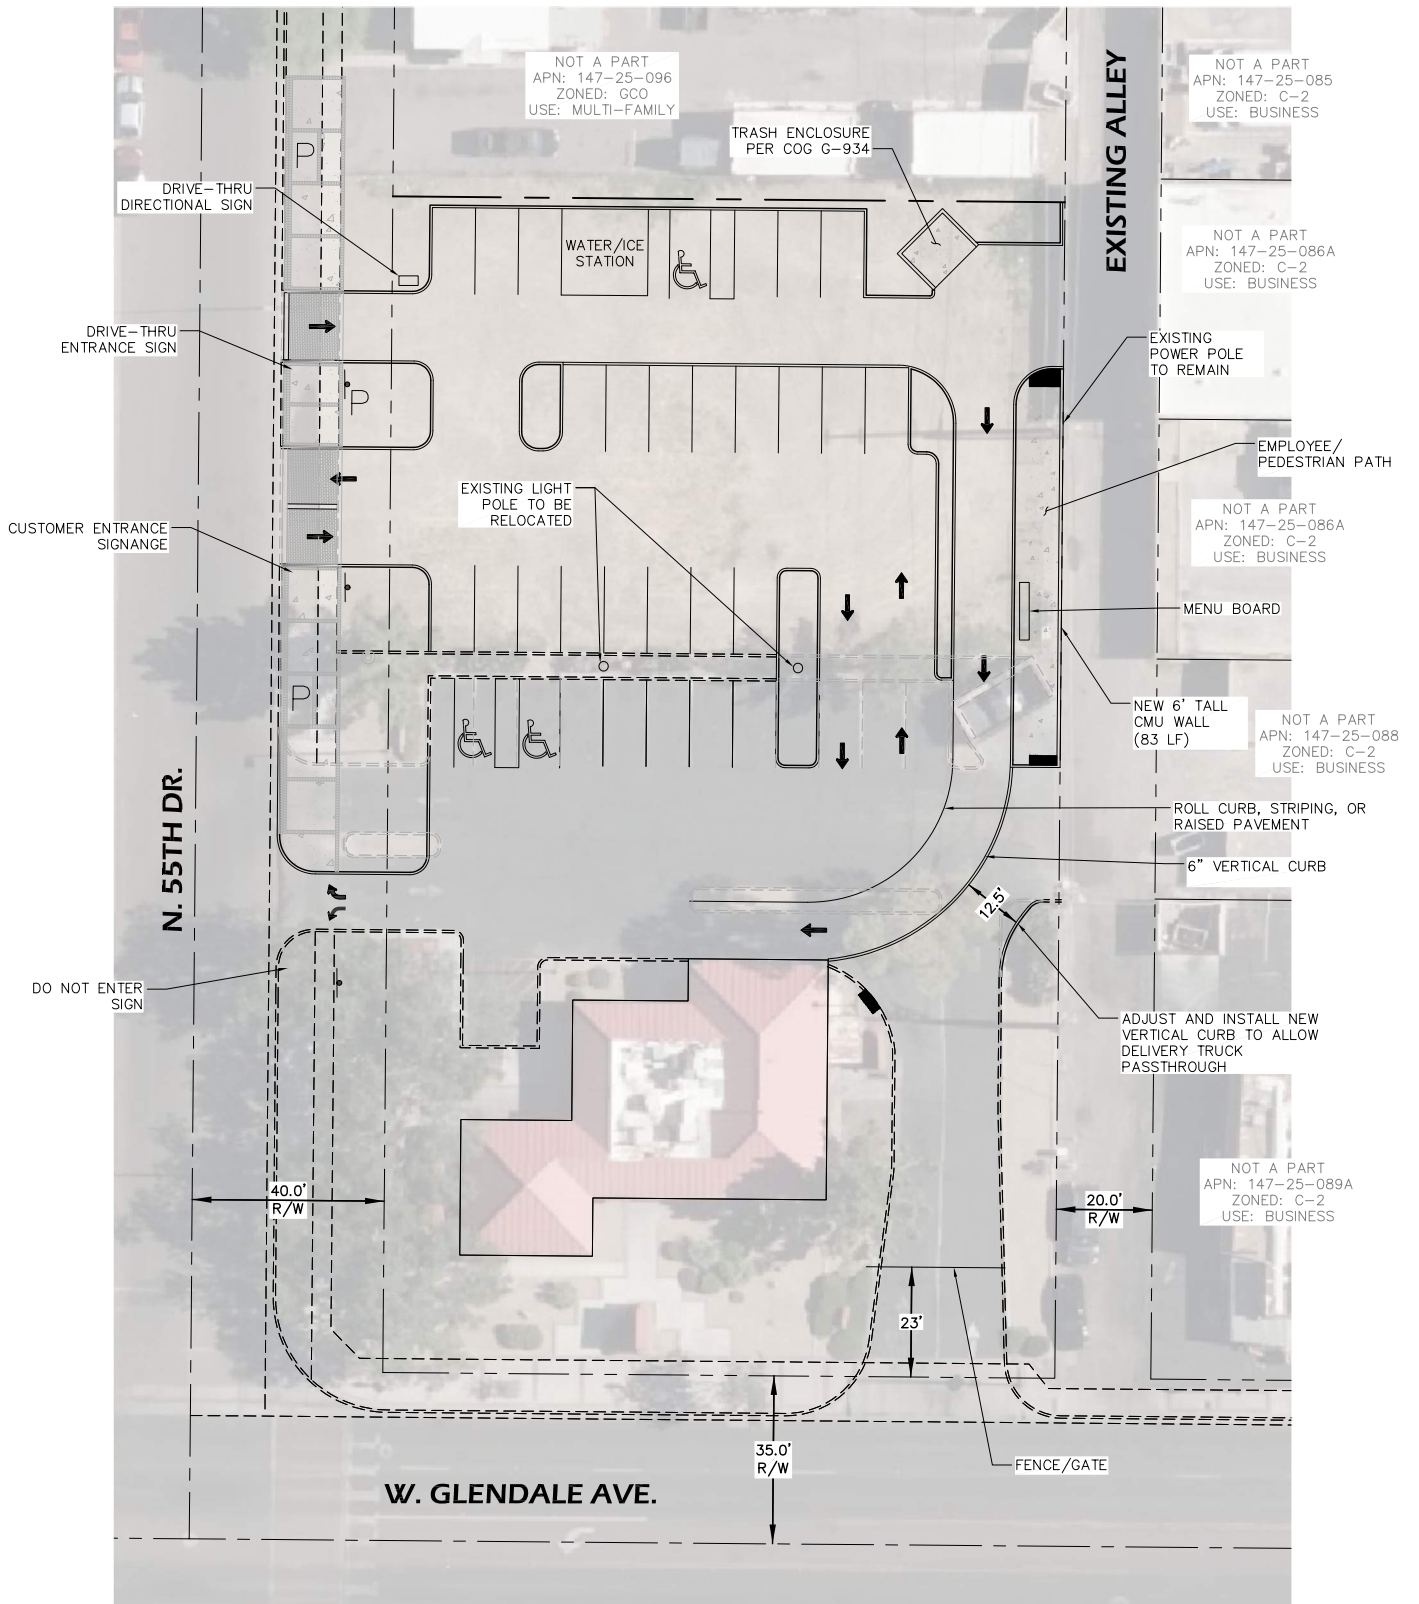 NOT A PART
APN: 147-25-096
ZONED: GCO
USE: MULTI-FAMILY
EXISTING ALLEY
NOT A PART
APN: 147-25-085
ZONED: C-2
USE: BUSINESS
TRASH ENCLOSURE
PER COG G-934
P
DRIVE-THRU
DIRECTIONAL SIGN
WATER/ICE
STATION
NOT A PART
APN: 147-25-086A
ZONED: C-2
USE: BUSINESS
DRIVE-THRU
ENTRANCE SIGN
EXISTING
POWER POLE
TO REMAIN
P
EMPLOYEE/
PEDESTRIAN PATH
EXISTING LIGHT
POLE TO BE
RELOCATED
CUSTOMER ENTRANCE
SIGNANGE
NOT A PART
APN: 147-25-086A
ZONED: C-2
USE: BUSINESS
MENU BOARD
P
NEW 6' TALL
CMU WALL
(83 LF)
NOT A PART
APN: 147-25-088
ZONED: C-2
USE: BUSINESS
N. 55TH DR.
ROLL CURB, STRIPING, OR
RAISED PAVEMENT
6" VERTICAL CURB
12.5'
DO NOT ENTER
SIGN
ADJUST AND INSTALL NEW
VERTICAL CURB TO ALLOW
DELIVERY TRUCK
PASSTHROUGH
NOT A PART
APN: 147-25-089A
ZONED: C-2
USE: BUSINESS
40.0'
R/W
20.0'
R/W
23'
35.0'
R/W
FENCE/GATE
W. GLENDALE AVE.